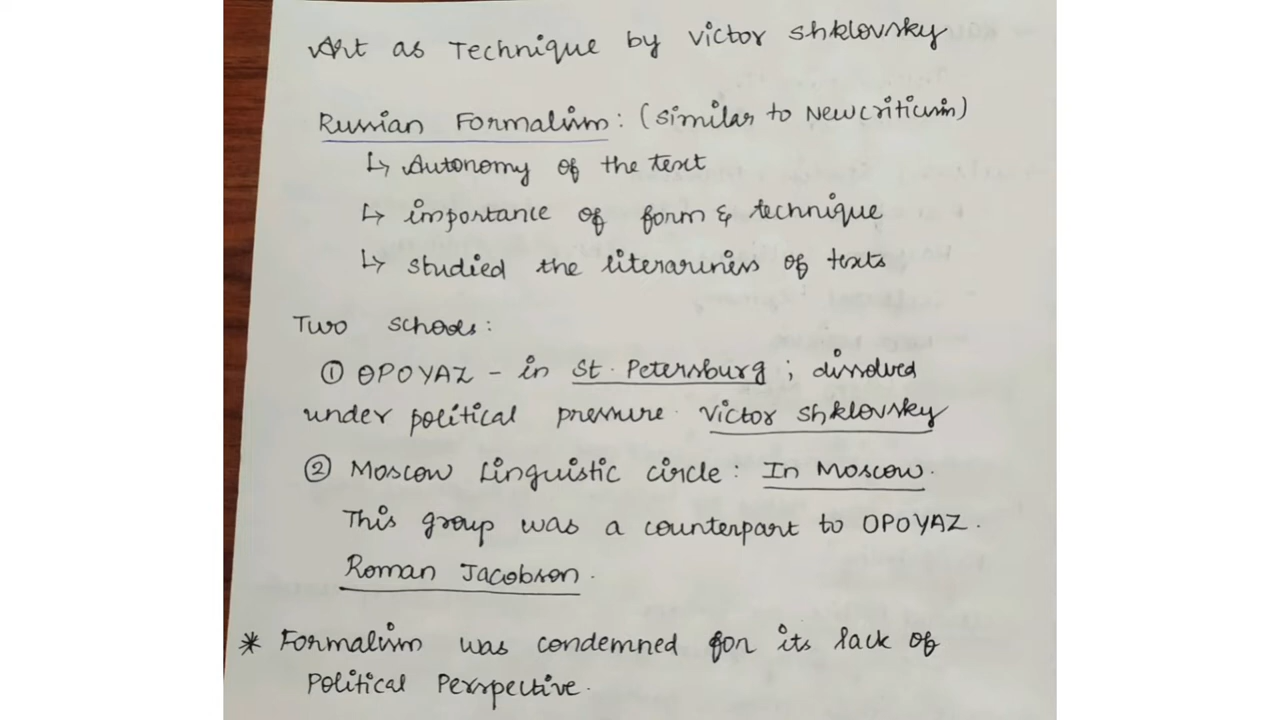 Art as Technique by Victor Shklovsky
Russian Formalism: (similar to New criticism)
↳ Autonomy of the text
↳ importance of form & technique
↳ studied the literariness of texts
Two schools:
① OPOYAZ - in St. Petersburg ; dissolved
under political pressure. Victor Shklovsky
② Moscow Linguistic circle: In Moscow.
This group was a counterpart to OPOYAZ.
Roman Jacobson.
* Formalism was condemned for its lack of
Political Perspective.